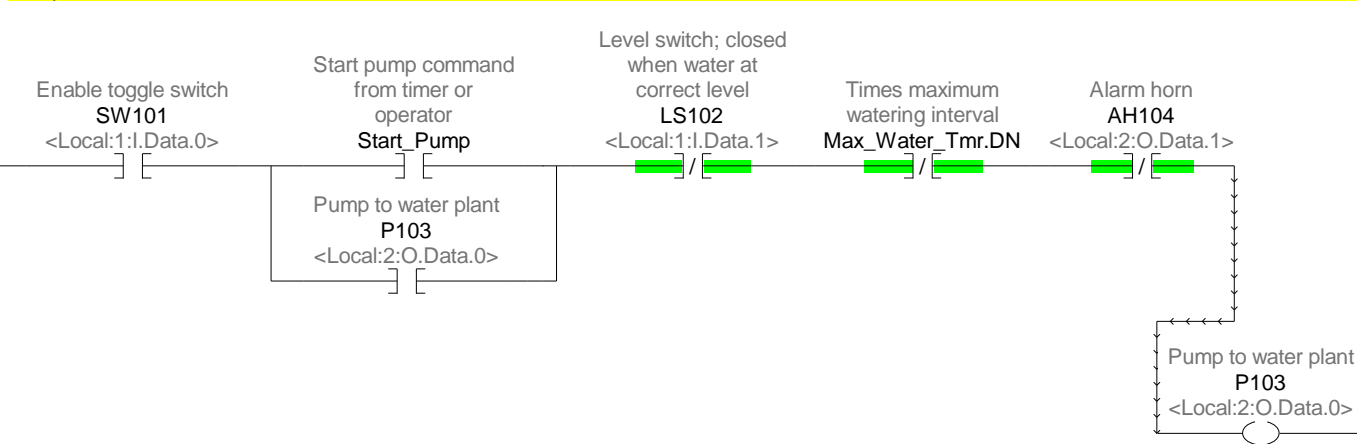 Enable toggle switch
SW101
<Local:1:I.Data.0>
Start pump command
from timer or
operator
Start_Pump
Pump to water plant
P103
<Local:2:O.Data.0>
Level switch; closed
when water at
correct level
LS102
<Local:1:I.Data.1>
Times maximum
watering interval
Max_Water_Tmr.DN
Alarm horn
AH104
<Local:2:O.Data.1>
Pump to water plant
P103
<Local:2:O.Data.0>